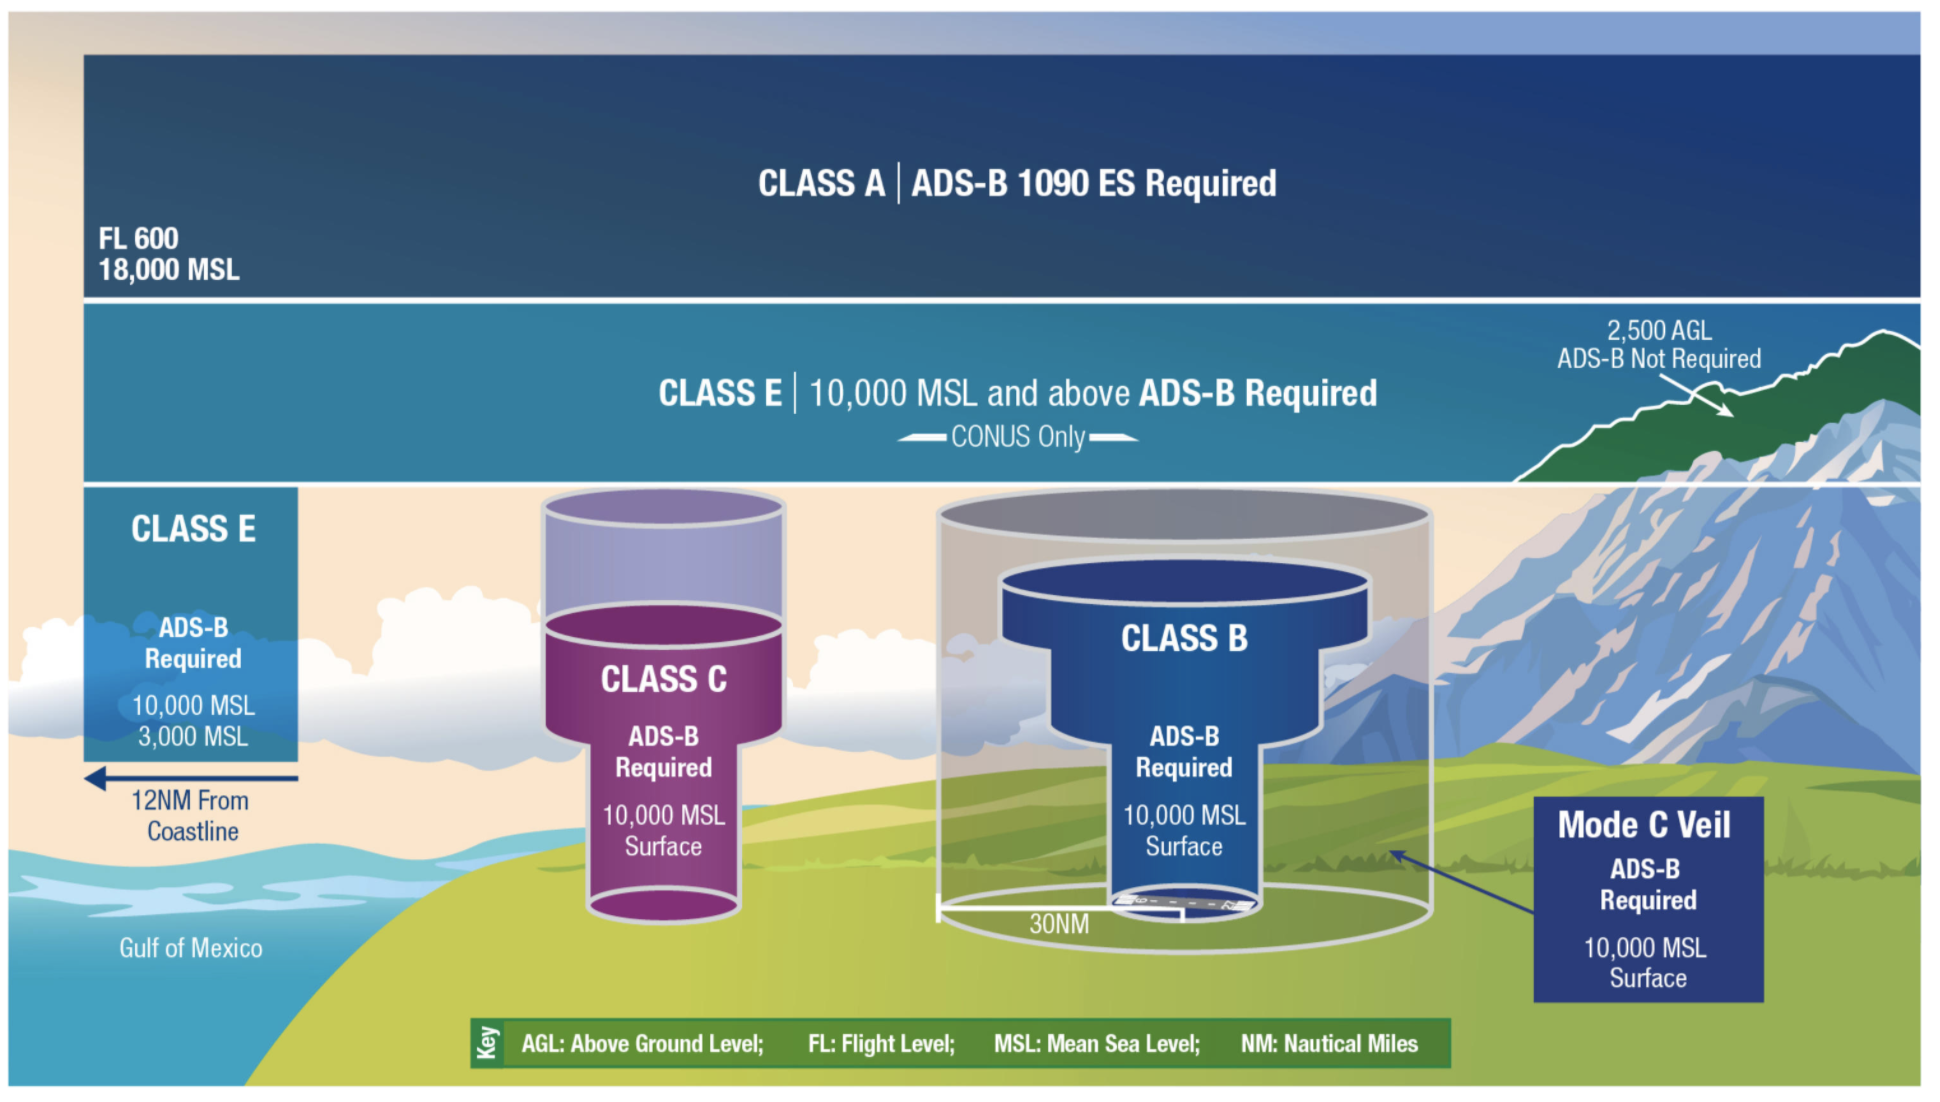 CLASS A | ADS-B 1090 ES Required
FL 600
18,000 MSL
2,500 AGL
ADS-B Not Required
CLASS E | 10,000 MSL and above ADS-B Required
CONUS Only
CLASS E
ADS-B
Required
10,000 MSL
3,000 MSL
12NM From
Coastline
Gulf of Mexico
CLASS C
ADS-B
Required
10,000 MSL
Surface
CLASS B
ADS-B
Required
10,000 MSL
Surface
30NM
Mode C Veil
ADS-B
Required
10,000 MSL
Surface
Key
AGL: Above Ground Level; FL: Flight Level; MSL: Mean Sea Level; NM: Nautical Miles